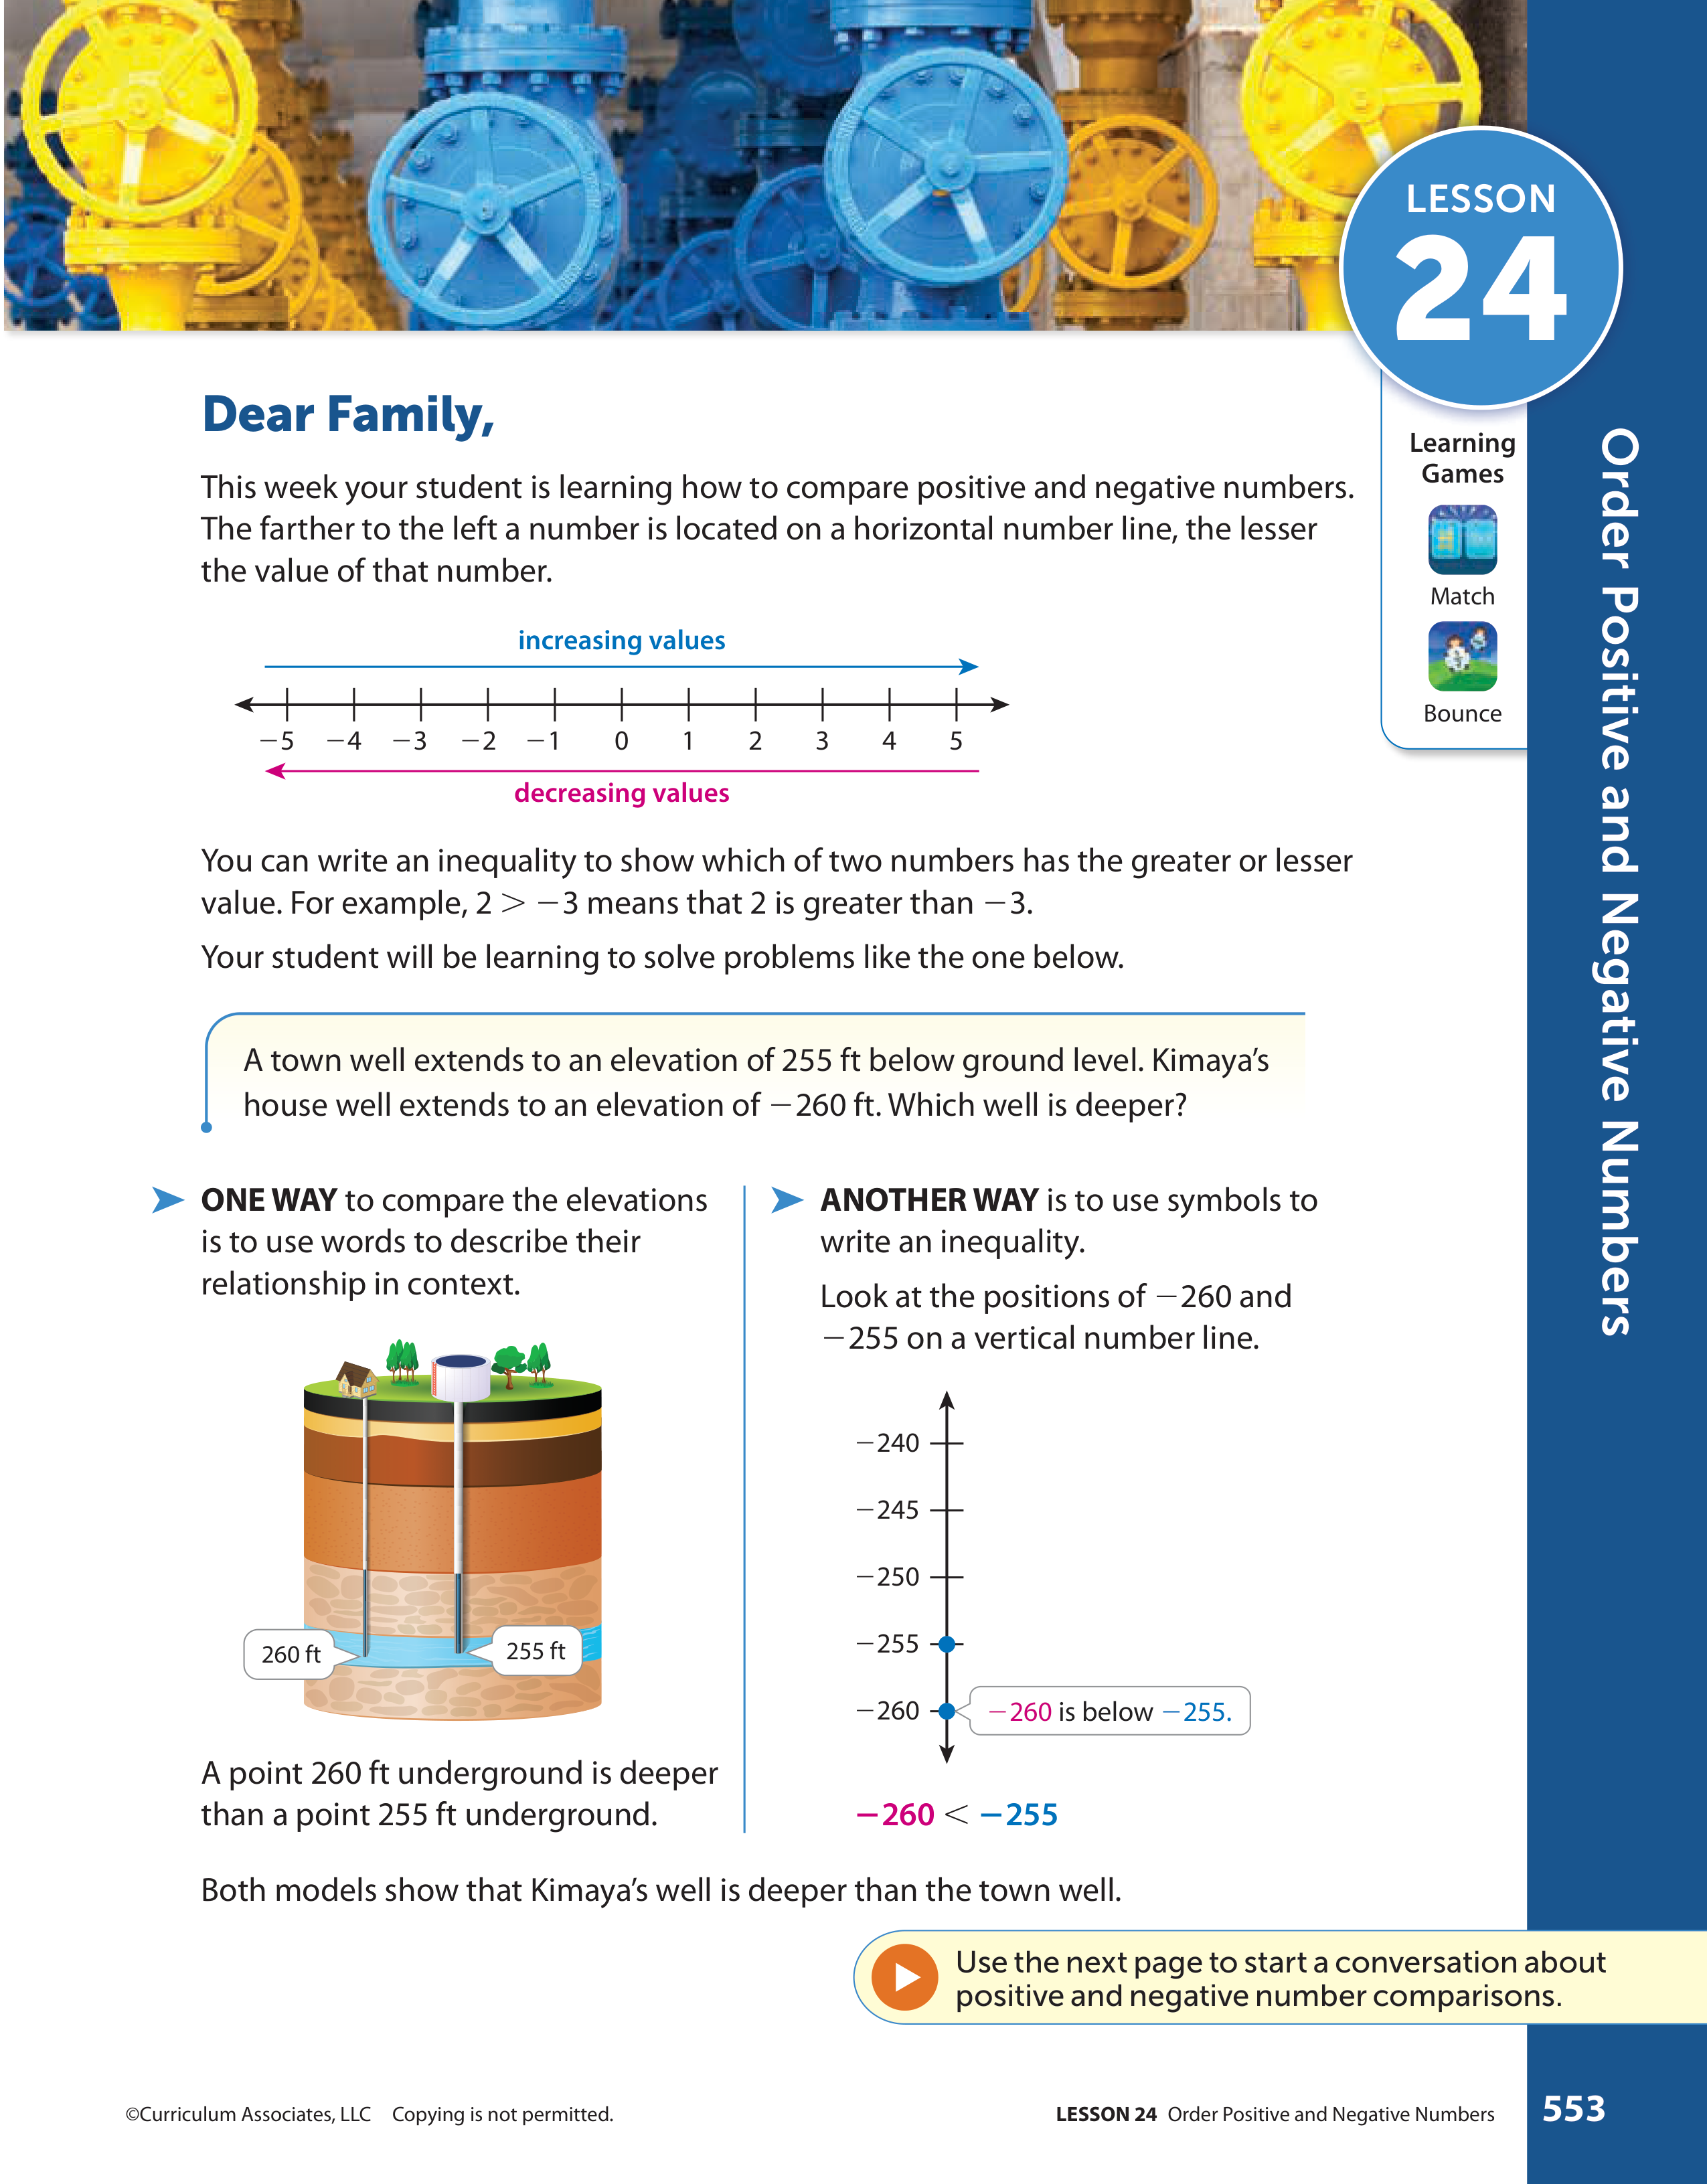 LESSON
24
Dear Family,
This week your student is learning how to compare positive and negative numbers.
The farther to the left a number is located on a horizontal number line, the lesser
the value of that number.
Learning
Games
Match
Bounce
Order Positive and Negative Numbers
increasing values
−5 −4 −3 −2 −1 0 1 2 3 4 5
decreasing values
You can write an inequality to show which of two numbers has the greater or lesser
value. For example, 2 > −3 means that 2 is greater than −3.
Your student will be learning to solve problems like the one below.
A town well extends to an elevation of 255 ft below ground level. Kimaya's
house well extends to an elevation of −260 ft. Which well is deeper?
ONE WAY to compare the elevations
is to use words to describe their
relationship in context.
260 ft
255 ft
A point 260 ft underground is deeper
than a point 255 ft underground.
ANOTHER WAY is to use symbols to
write an inequality.
Look at the positions of −260 and
−255 on a vertical number line.
−240
−245
−250
−255
−260
−260 is below −255.
−260 < −255
Both models show that Kimaya's well is deeper than the town well.
Use the next page to start a conversation about
positive and negative number comparisons.
©Curriculum Associates, LLC Copying is not permitted.
LESSON 24 Order Positive and Negative Numbers
553